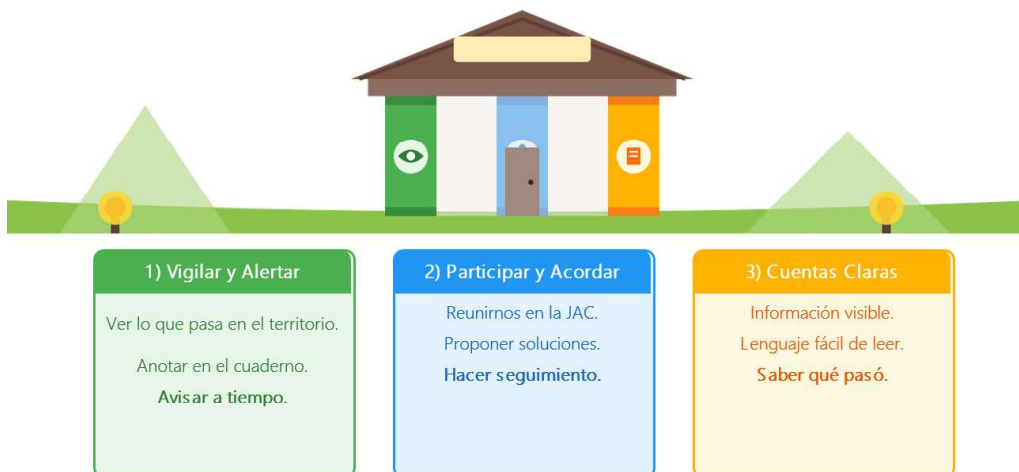 1) Vigilar y Alertar
Ver lo que pasa en el territorio.
Anotar en el cuaderno.
Avisar a tiempo.
2) Participar y Acordar
Reunirnos en la JAC.
Proponer soluciones.
Hacer seguimiento.
3) Cuentas Claras
Información visible.
Lenguaje fácil de leer.
Saber qué pasó.